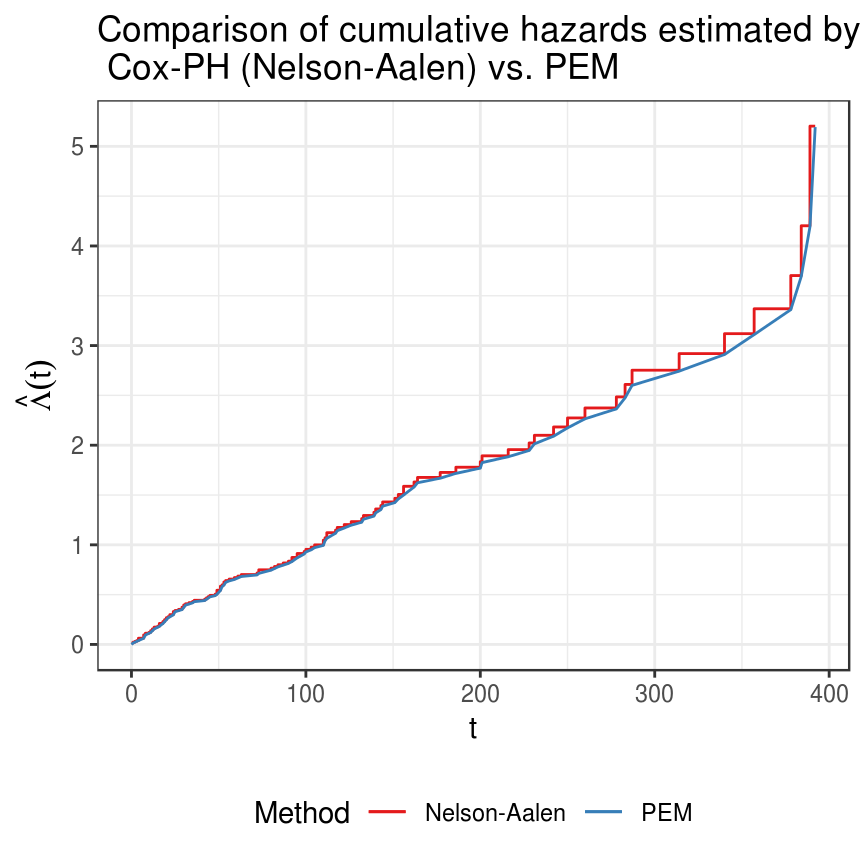 Comparison of cumulative hazards estimated by
Cox-PH (Nelson-Aalen) vs. PEM
5
4
3
2
1
0
Λ̂(t)
0 100 200 300 400
t
Method Nelson-Aalen PEM